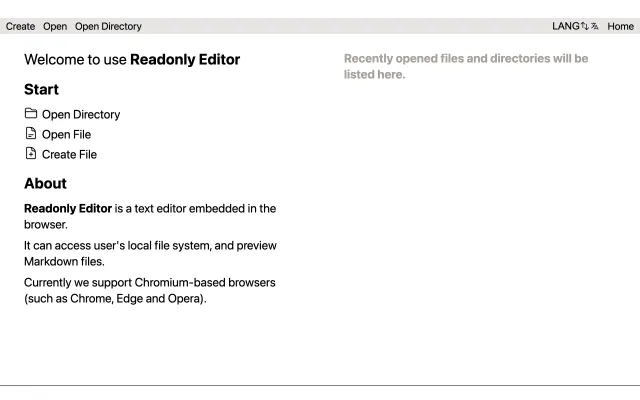 Create Open Open Directory
LANG Home
Welcome to use Readonly Editor
Start
Open Directory
Open File
Create File
About
Readonly Editor is a text editor embedded in the
browser.
It can access user's local file system, and preview
Markdown files.
Currently we support Chromium-based browsers
(such as Chrome, Edge and Opera).
Recently opened files and directories will be
listed here.